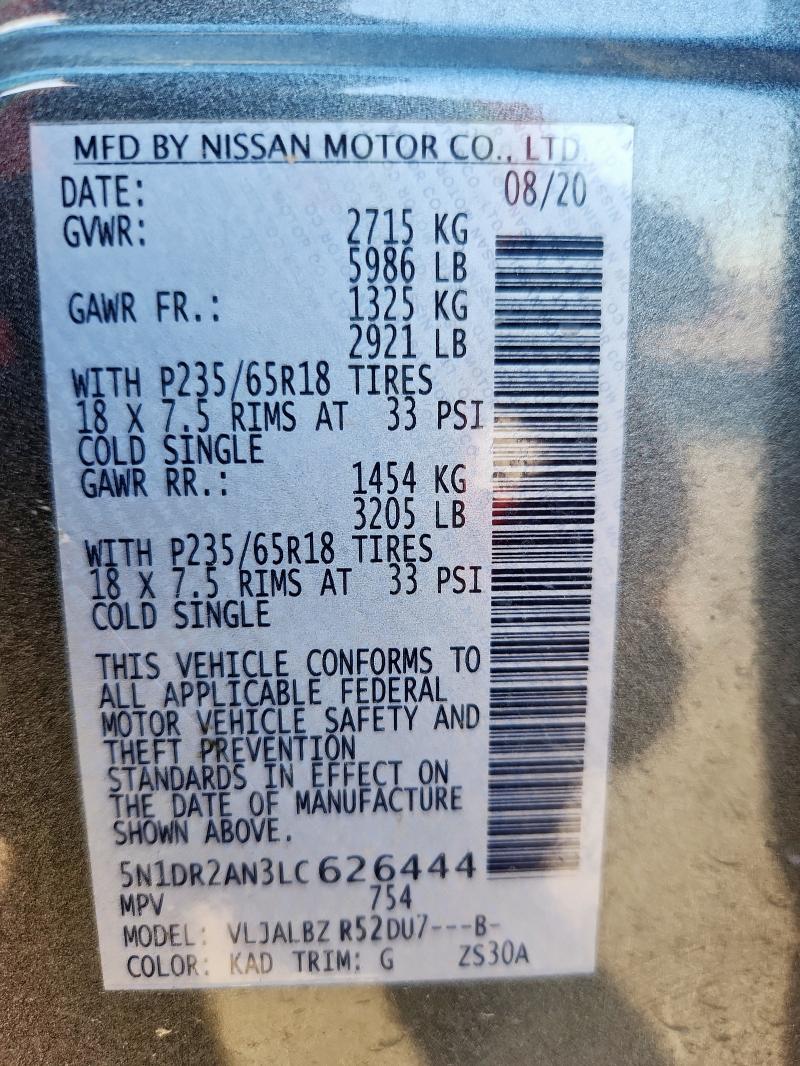 MFD BY NISSAN MOTOR CO., LTD.
DATE: 08/20
GVWR: 2715 KG
5986 LB
GAWR FR.: 1325 KG
2921 LB
WITH P235/65R18 TIRES
18 X 7.5 RIMS AT 33 PSI
COLD SINGLE
GAWR RR.: 1454 KG
3205 LB
WITH P235/65R18 TIRES
18 X 7.5 RIMS AT 33 PSI
COLD SINGLE
THIS VEHICLE CONFORMS TO
ALL APPLICABLE FEDERAL
MOTOR VEHICLE SAFETY AND
THEFT PREVENTION
STANDARDS IN EFFECT ON
THE DATE OF MANUFACTURE
SHOWN ABOVE.
5N1DR2AN3LC626444
MPV 754
MODEL: VLJALBZ R52DU7---B-
COLOR: KAD TRIM: G ZS30A